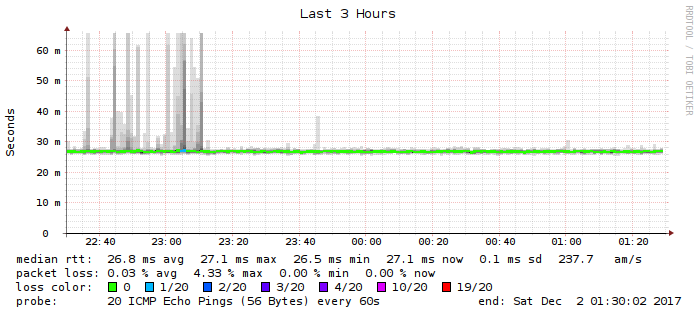 Last 3 Hours
RRDTOOL / TOBI OETIKER
Seconds
60 m
50 m
40 m
30 m
20 m
10 m
0
22:40 23:00 23:20 23:40 00:00 00:20 00:40 01:00 01:20
median rtt: 26.8 ms avg 27.1 ms max 26.5 ms min 27.1 ms now 0.1 ms sd 237.7 am/s
packet loss: 0.03 % avg 4.33 % max 0.00 % min 0.00 % now
loss color: 0 1/20 2/20 3/20 4/20 10/20 19/20
probe: 20 ICMP Echo Pings (56 Bytes) every 60s end: Sat Dec 2 01:30:02 2017